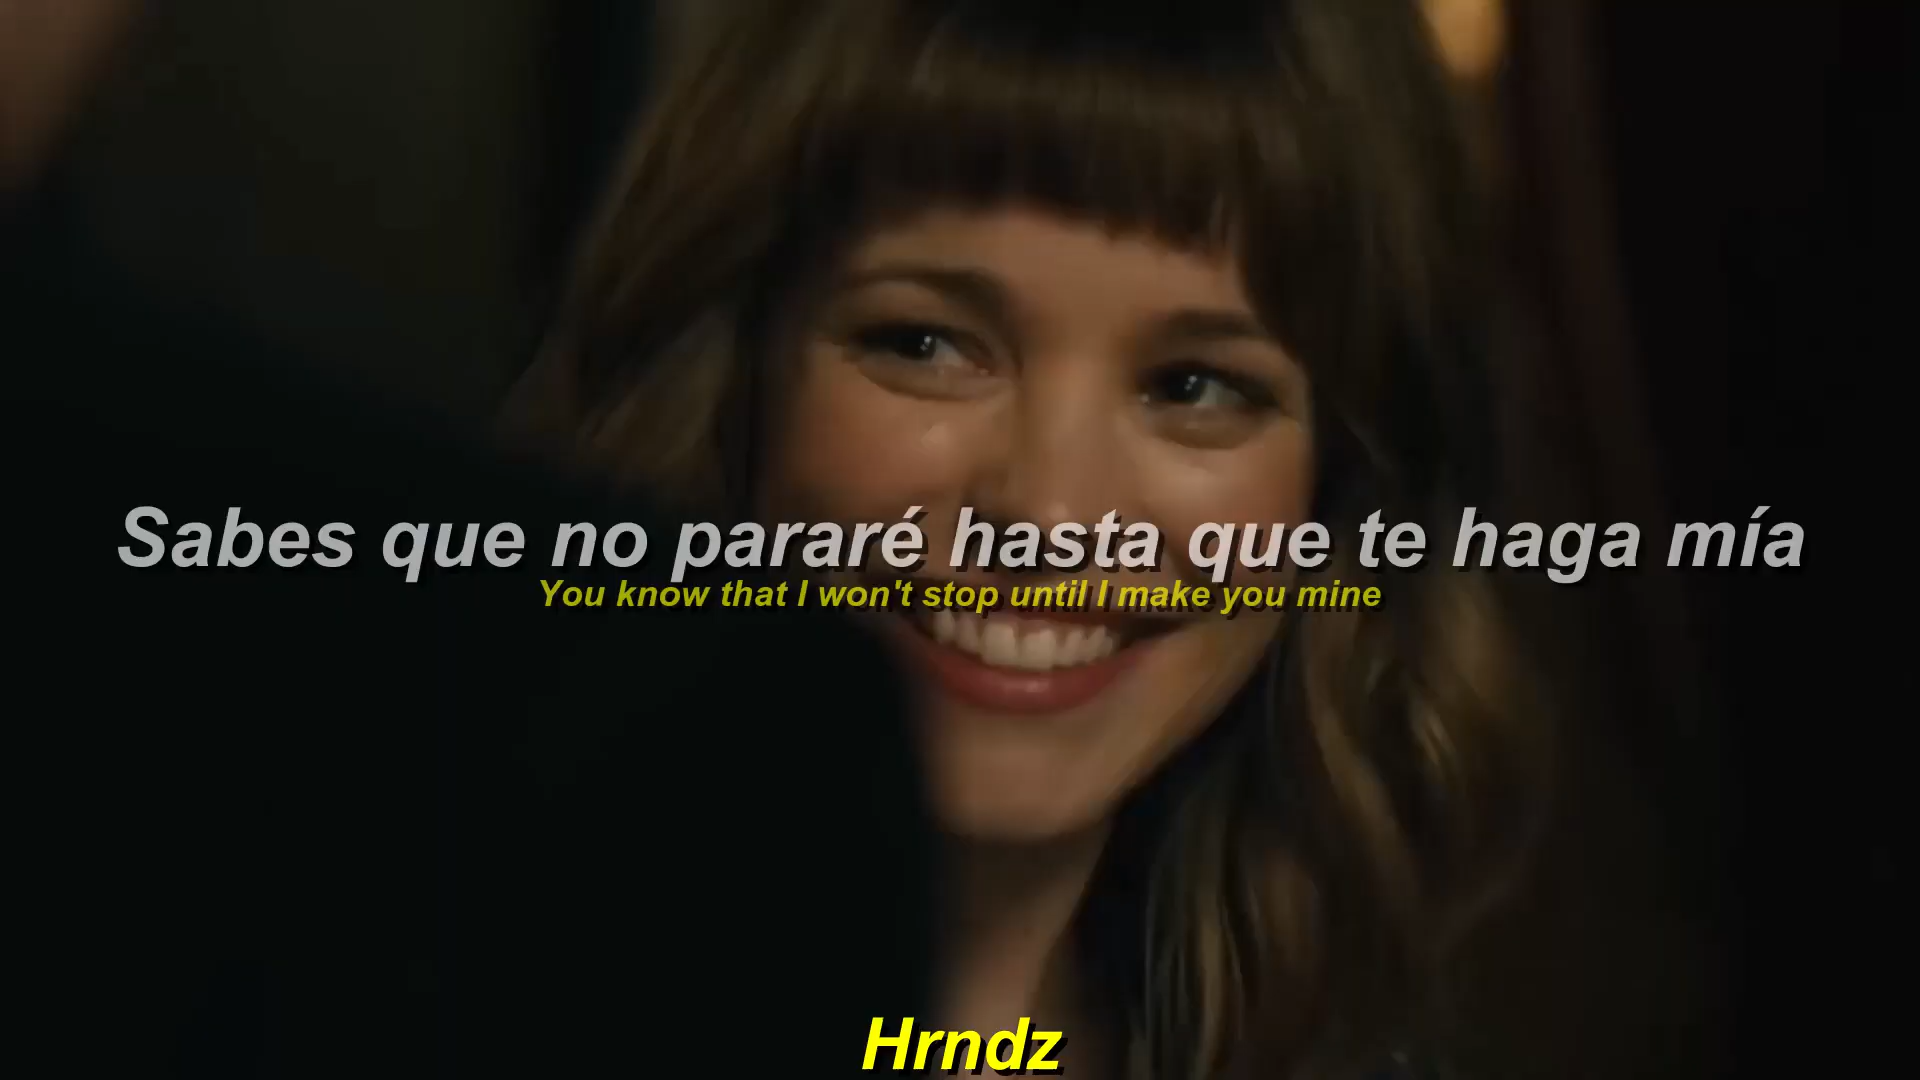 Sabes que no pararé hasta que te haga mía
You know that I won't stop until I make you mine
Hrndz